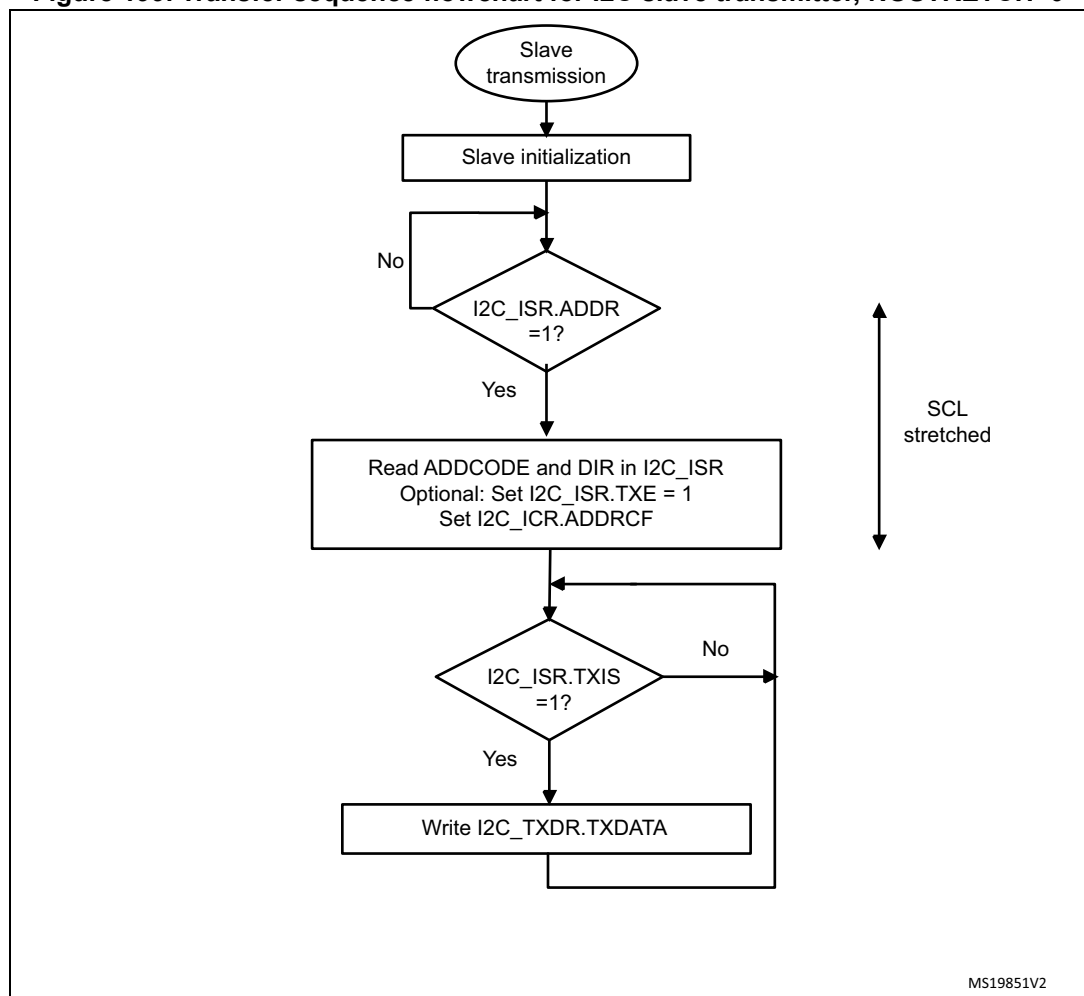 Slave
transmission
Slave initialization
No
I2C_ISR.ADDR
=1?
Yes
SCL
stretched
Read ADDCODE and DIR in I2C_ISR
Optional: Set I2C_ISR.TXE = 1
Set I2C_ICR.ADDRCF
No
I2C_ISR.TXIS
=1?
Yes
Write I2C_TXDR.TXDATA
MS19851V2